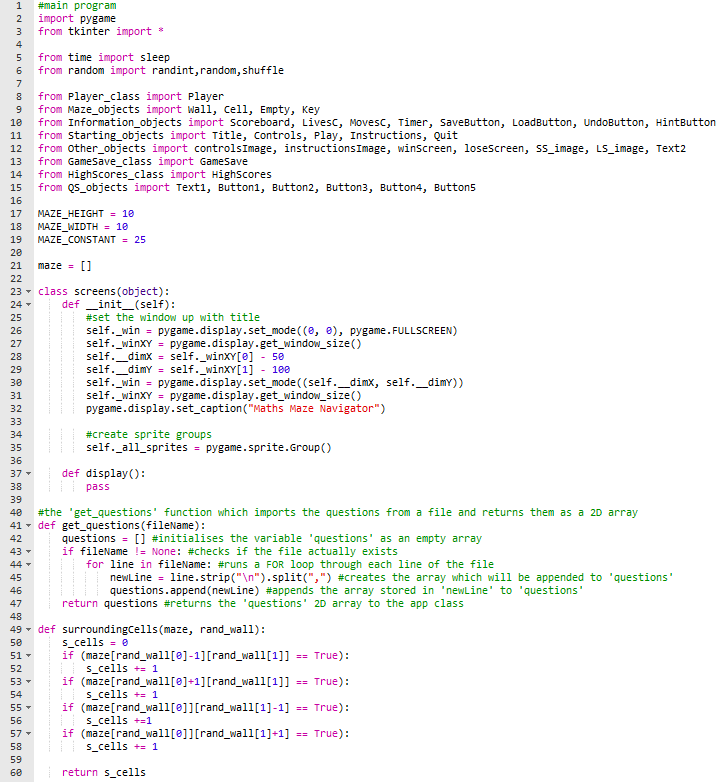 1 #main program
2 import pygame
3 from tkinter import *
4
5 from time import sleep
6 from random import randint,random,shuffle
7
8 from Player_class import Player
9 from Maze_objects import Wall, Cell, Empty, Key
10 from Information_objects import Scoreboard, LivesC, MovesC, Timer, SaveButton, LoadButton, UndoButton, HintButton
11 from Starting_objects import Title, Controls, Play, Instructions, Quit
12 from Other_objects import controlsImage, instructionsImage, winScreen, loseScreen, SS_image, LS_image, Text2
13 from GameSave_class import GameSave
14 from HighScores_class import HighScores
15 from QS_objects import Text1, Button1, Button2, Button3, Button4, Button5
16
17 MAZE_HEIGHT = 10
18 MAZE_WIDTH = 10
19 MAZE_CONSTANT = 25
20
21 maze = []
22
23 class screens(object):
24     def __init__(self):
25         #set the window up with title
26         self._win = pygame.display.set_mode((0, 0), pygame.FULLSCREEN)
27         self._winXY = pygame.display.get_window_size()
28         self.__dimX = self._winXY[0] - 50
29         self.__dimY = self._winXY[1] - 100
30         self._win = pygame.display.set_mode((self.__dimX, self.__dimY))
31         self._winXY = pygame.display.get_window_size()
32         pygame.display.set_caption("Maths Maze Navigator")
33
34         #create sprite groups
35         self._all_sprites = pygame.sprite.Group()
36
37     def display():
38         pass
39
40 #the 'get_questions' function which imports the questions from a file and returns them as a 2D array
41 def get_questions(fileName):
42     questions = [] #initialises the variable 'questions' as an empty array
43     if fileName != None: #checks if the file actually exists
44         for line in fileName: #runs a FOR loop through each line of the file
45             newLine = line.strip("\n").split(",") #creates the array which will be appended to 'questions'
46             questions.append(newLine) #appends the array stored in 'newLine' to 'questions'
47     return questions #returns the 'questions' 2D array to the app class
48
49 def surroundingCells(maze, rand_wall):
50     s_cells = 0
51     if (maze[rand_wall[0]-1][rand_wall[1]] == True):
52         s_cells += 1
53     if (maze[rand_wall[0]+1][rand_wall[1]] == True):
54         s_cells += 1
55     if (maze[rand_wall[0]][rand_wall[1]-1] == True):
56         s_cells +=1
57     if (maze[rand_wall[0]][rand_wall[1]+1] == True):
58         s_cells += 1
59
60     return s_cells